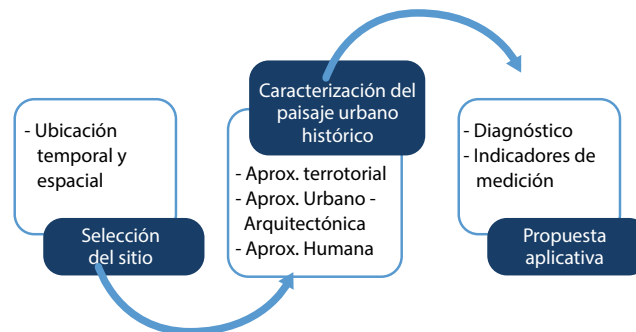 - Ubicación
temporal y
espacial
Selección
del sitio
Caracterización del
paisaje urbano
histórico
- Aprox. terrotorial
- Aprox. Urbano -
Arquitectónica
- Aprox. Humana
- Diagnóstico
- Indicadores de
medición
Propuesta
aplicativa